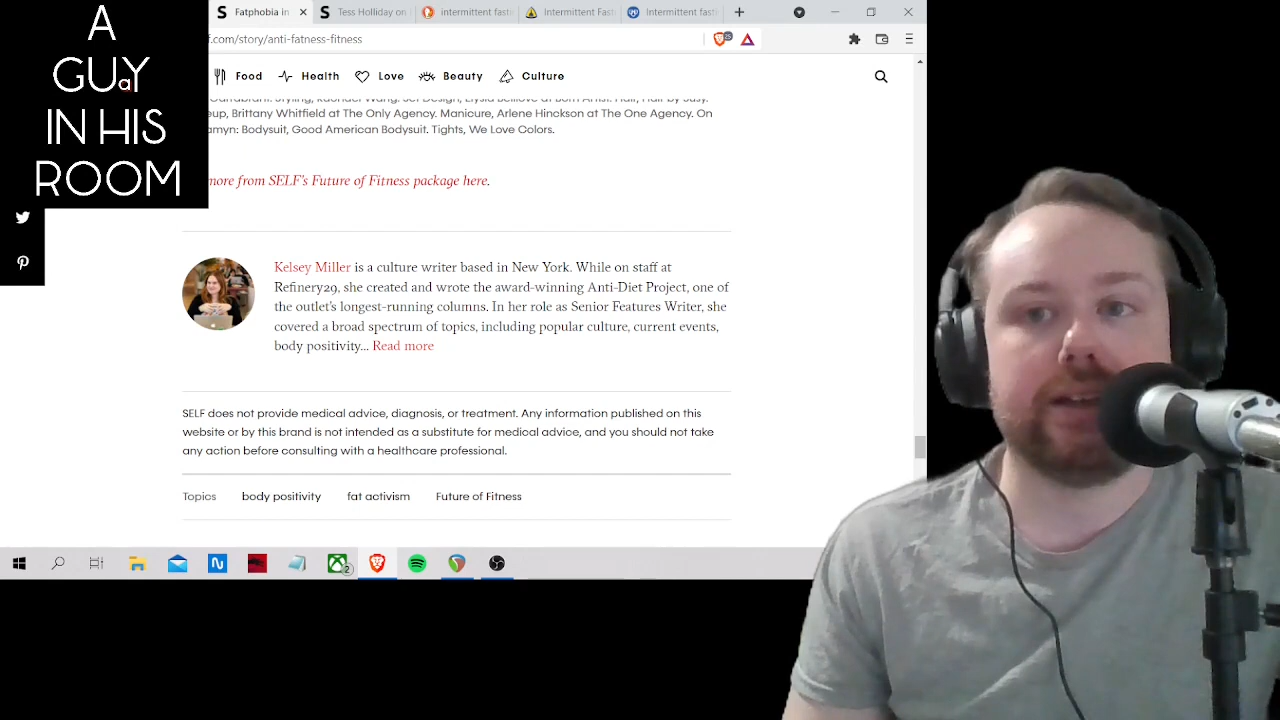 A
GUY
IN HIS
ROOM
Fatphobia in
Tess Holliday on
intermittent fasti
Intermittent Fasti
Intermittent fasti
f.com/story/anti-fatness-fitness
Food
Health
Love
Beauty
Culture
eup, Brittany Whitfield at The Only Agency. Manicure, Arlene Hinckson at The One Agency. On
amyn: Bodysuit, Good American Bodysuit. Tights, We Love Colors.
more from SELF's Future of Fitness package here.
Kelsey Miller is a culture writer based in New York. While on staff at
Refinery29, she created and wrote the award-winning Anti-Diet Project, one of
the outlet's longest-running columns. In her role as Senior Features Writer, she
covered a broad spectrum of topics, including popular culture, current events,
body positivity... Read more
SELF does not provide medical advice, diagnosis, or treatment. Any information published on this
website or by this brand is not intended as a substitute for medical advice, and you should not take
any action before consulting with a healthcare professional.
Topics body positivity fat activism Future of Fitness